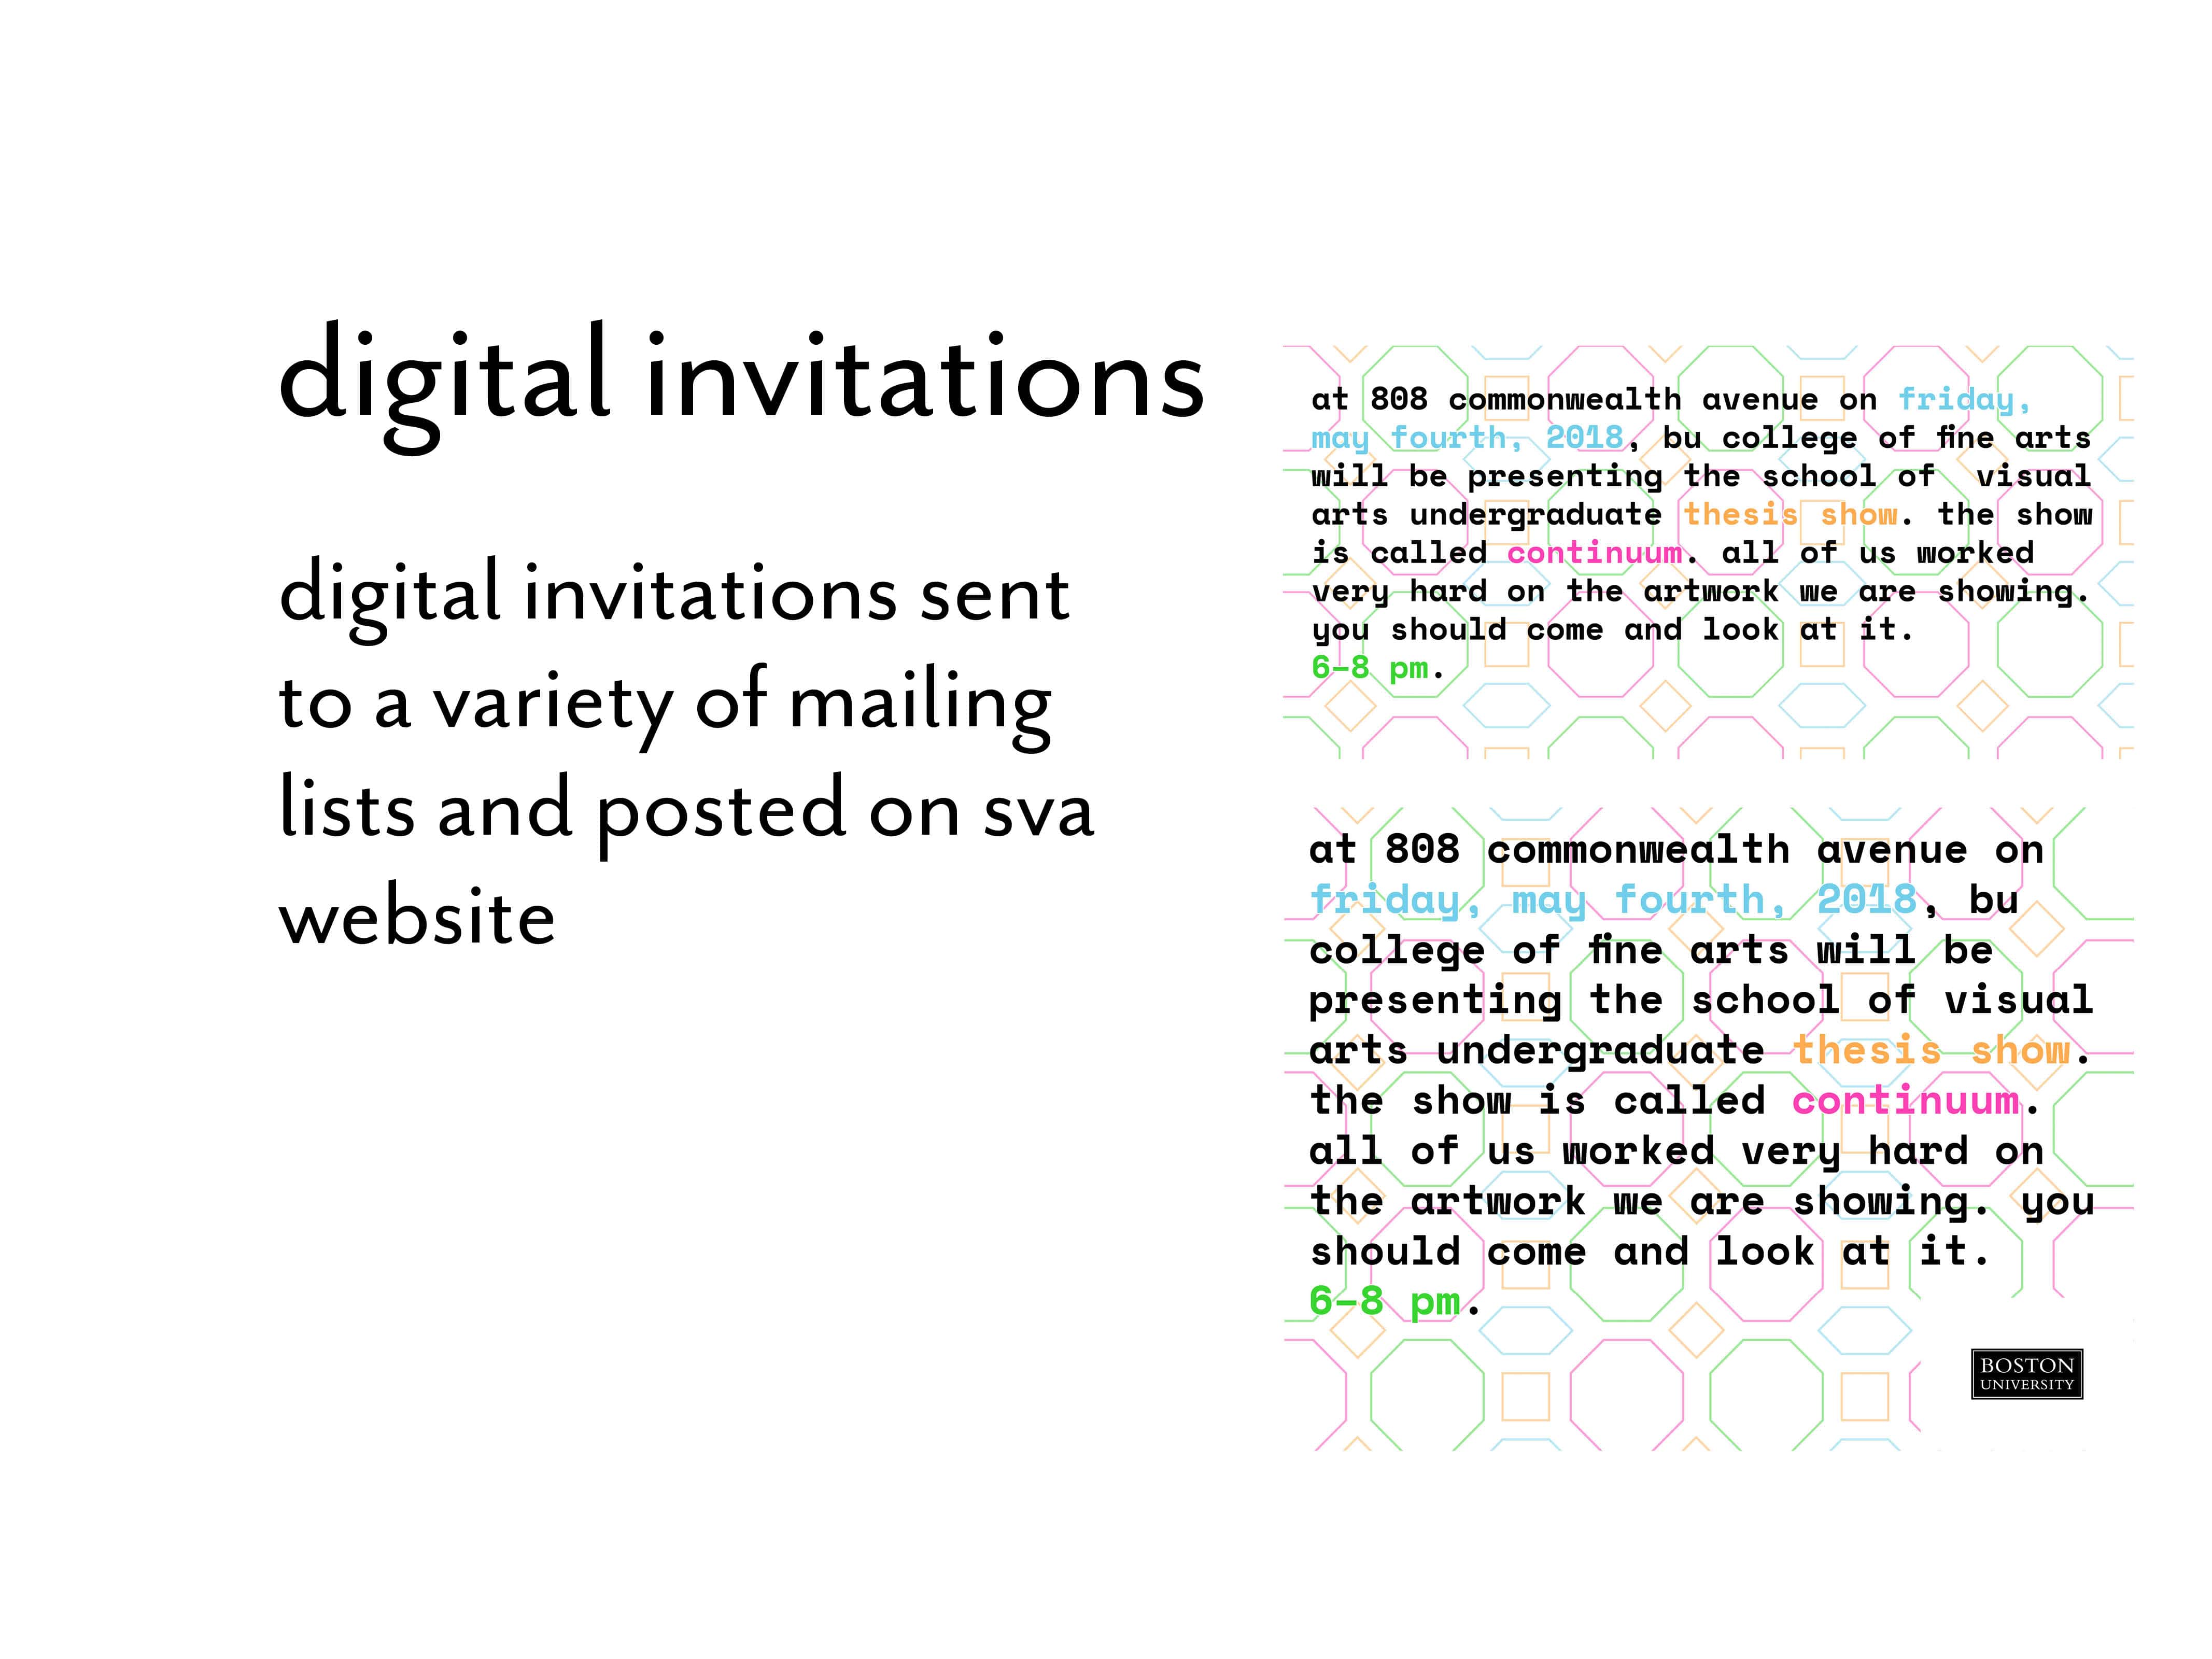 digital invitations
digital invitations sent
to a variety of mailing
lists and posted on sva
website
at 808 commonwealth avenue on friday,
may fourth, 2018, bu college of fine arts
will be presenting the school of visual
arts undergraduate thesis show. the show
is called continuum. all of us worked
very hard on the artwork we are showing.
you should come and look at it.
6–8 pm.
at 808 commonwealth avenue on
friday, may fourth, 2018, bu
college of fine arts will be
presenting the school of visual
arts undergraduate thesis show.
the show is called continuum.
all of us worked very hard on
the artwork we are showing. you
should come and look at it.
6–8 pm.
BOSTON
UNIVERSITY